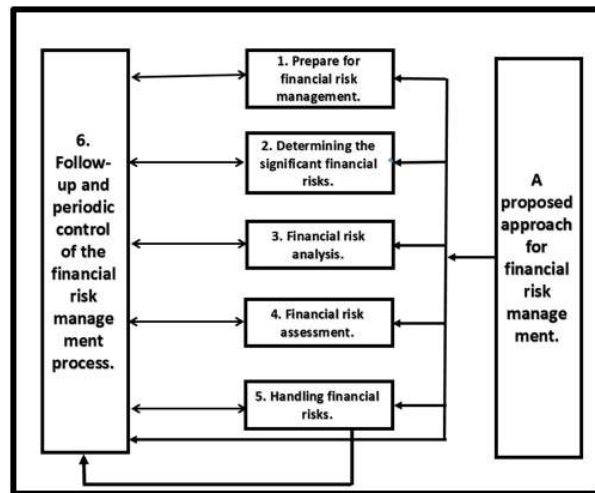 6.
Follow-
up and
periodic
control
of the
financial
risk
manage
ment
process.
1. Prepare for
financial risk
management.
2. Determining the
significant financial
risks.
3. Financial risk
analysis.
4. Financial risk
assessment.
5. Handling financial
risks.
A
proposed
approach
for
financial
risk
manage
ment.